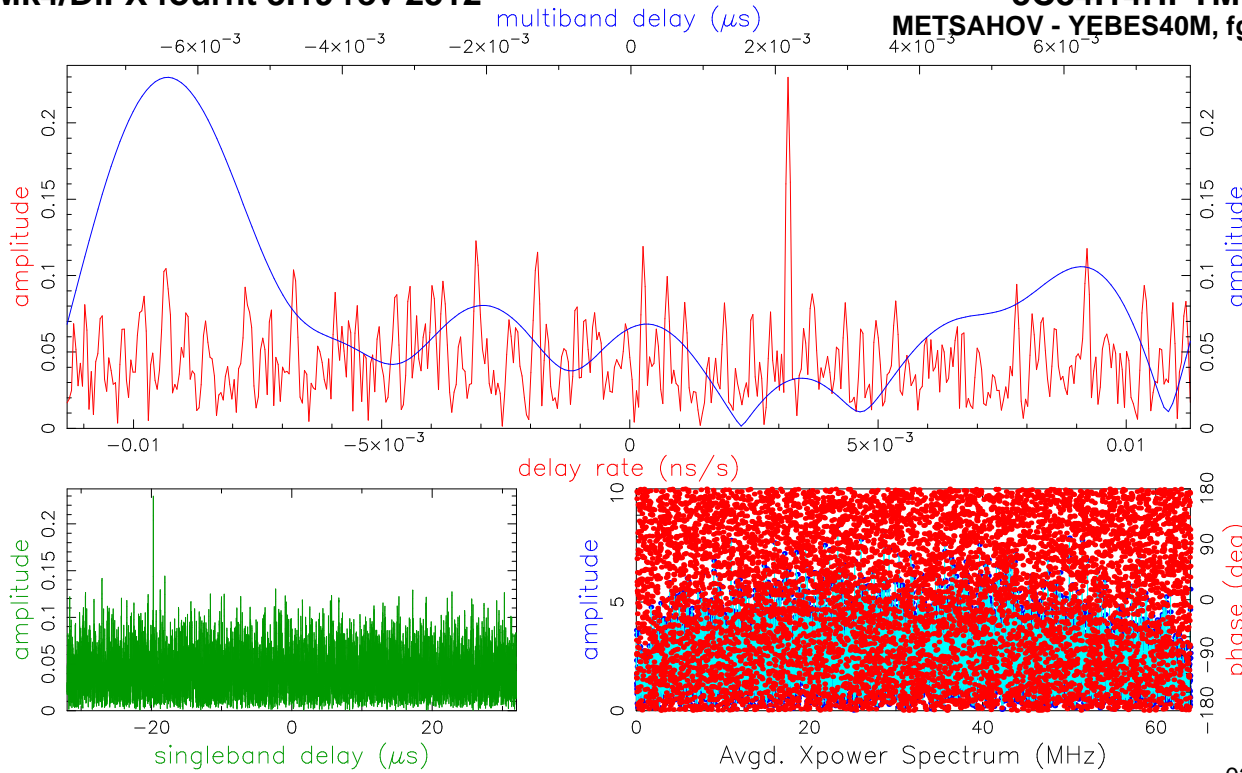 Mk4/DiFX fourfit rev
multiband delay (μs)
METSAHOV - YEBES40M,
−6×10⁻³ −4×10⁻³ −2×10⁻³ 0 2×10⁻³ 4×10⁻³ 6×10⁻³
amplitude
0 0.05 0.1 0.15 0.2
0 0.05 0.1 0.15 0.2
amplitude
−0.01 −5×10⁻³ 0 5×10⁻³ 0.01
delay rate (ns/s)
amplitude
0 0.05 0.1 0.15 0.2
−20 0 20
singleband delay (μs)
amplitude
0 5 10
−180 −90 0 90 180
phase (deg)
0 20 40 60
Avgd. Xpower Spectrum (MHz)